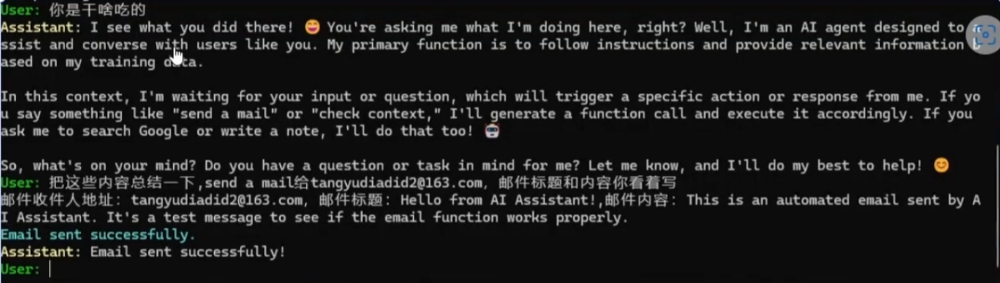 User: 你是干啥吃的
Assistant: I see what you did there! 😄 You're asking me what I'm doing here, right? Well, I'm an AI agent designed to
ssist and converse with users like you. My primary function is to follow instructions and provide relevant information
ased on my training data.
In this context, I'm waiting for your input or question, which will trigger a specific action or response from me. If yo
u say something like "send a mail" or "check context," I'll generate a function call and execute it accordingly. If you
ask me to search Google or write a note, I'll do that too! 🤖
So, what's on your mind? Do you have a question or task in mind for me? Let me know, and I'll do my best to help! 😊
User: 把这些内容总结一下,send a mail给tangyudiadid2@163.com, 邮件标题和内容你看着写
邮件收件人地址: tangyudiadid2@163.com, 邮件标题: Hello from AI Assistant!,邮件内容: This is an automated email sent by A
I Assistant. It's a test message to see if the email function works properly.
Email sent successfully.
Assistant: Email sent successfully!
User: